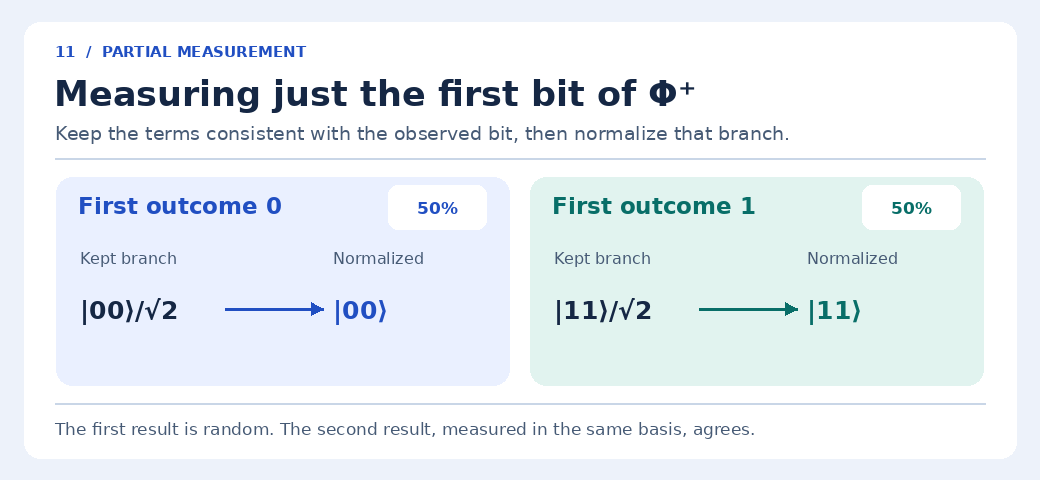 11 / PARTIAL MEASUREMENT
Measuring just the first bit of Φ⁺
Keep the terms consistent with the observed bit, then normalize that branch.
First outcome 0
50%
Kept branch
Normalized
|00⟩/√2
|00⟩
First outcome 1
50%
Kept branch
Normalized
|11⟩/√2
|11⟩
The first result is random. The second result, measured in the same basis, agrees.